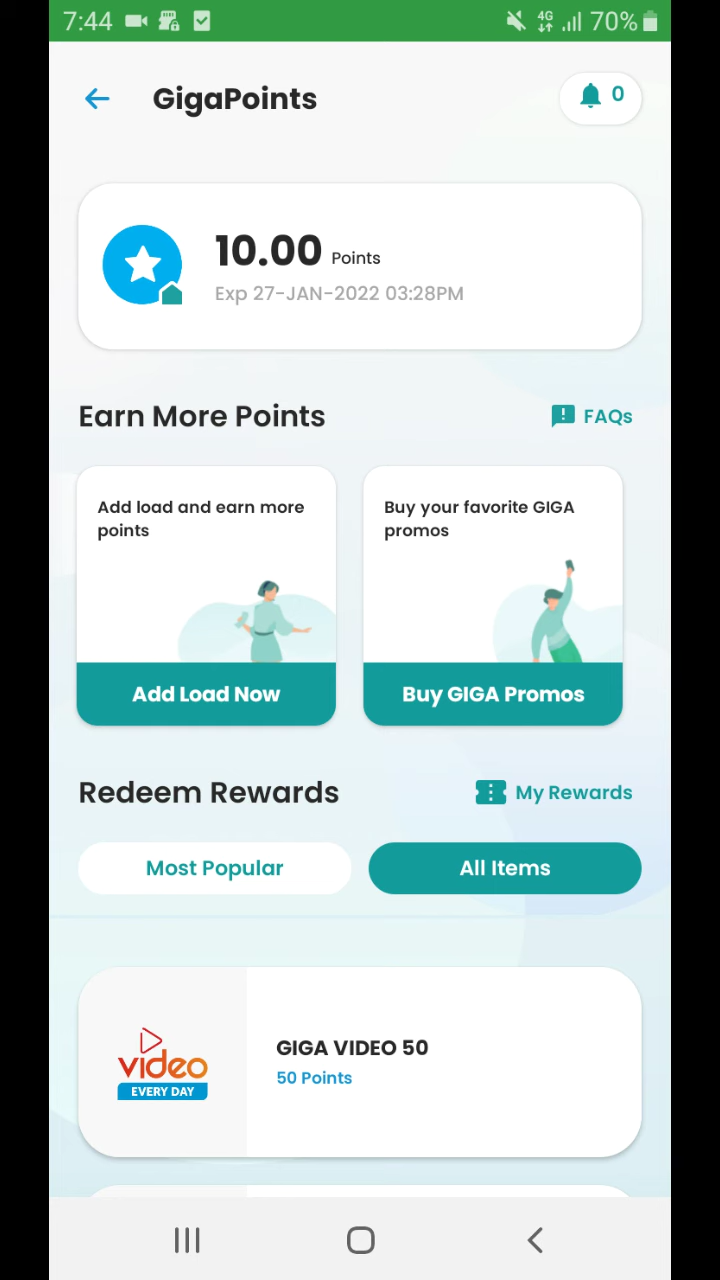 7:44
4G
70%
GigaPoints
0
10.00 Points
Exp 27-JAN-2022 03:28PM
Earn More Points
FAQs
Add load and earn more
points
Add Load Now
Buy your favorite GIGA
promos
Buy GIGA Promos
Redeem Rewards
My Rewards
Most Popular
All Items
video
EVERY DAY
GIGA VIDEO 50
50 Points